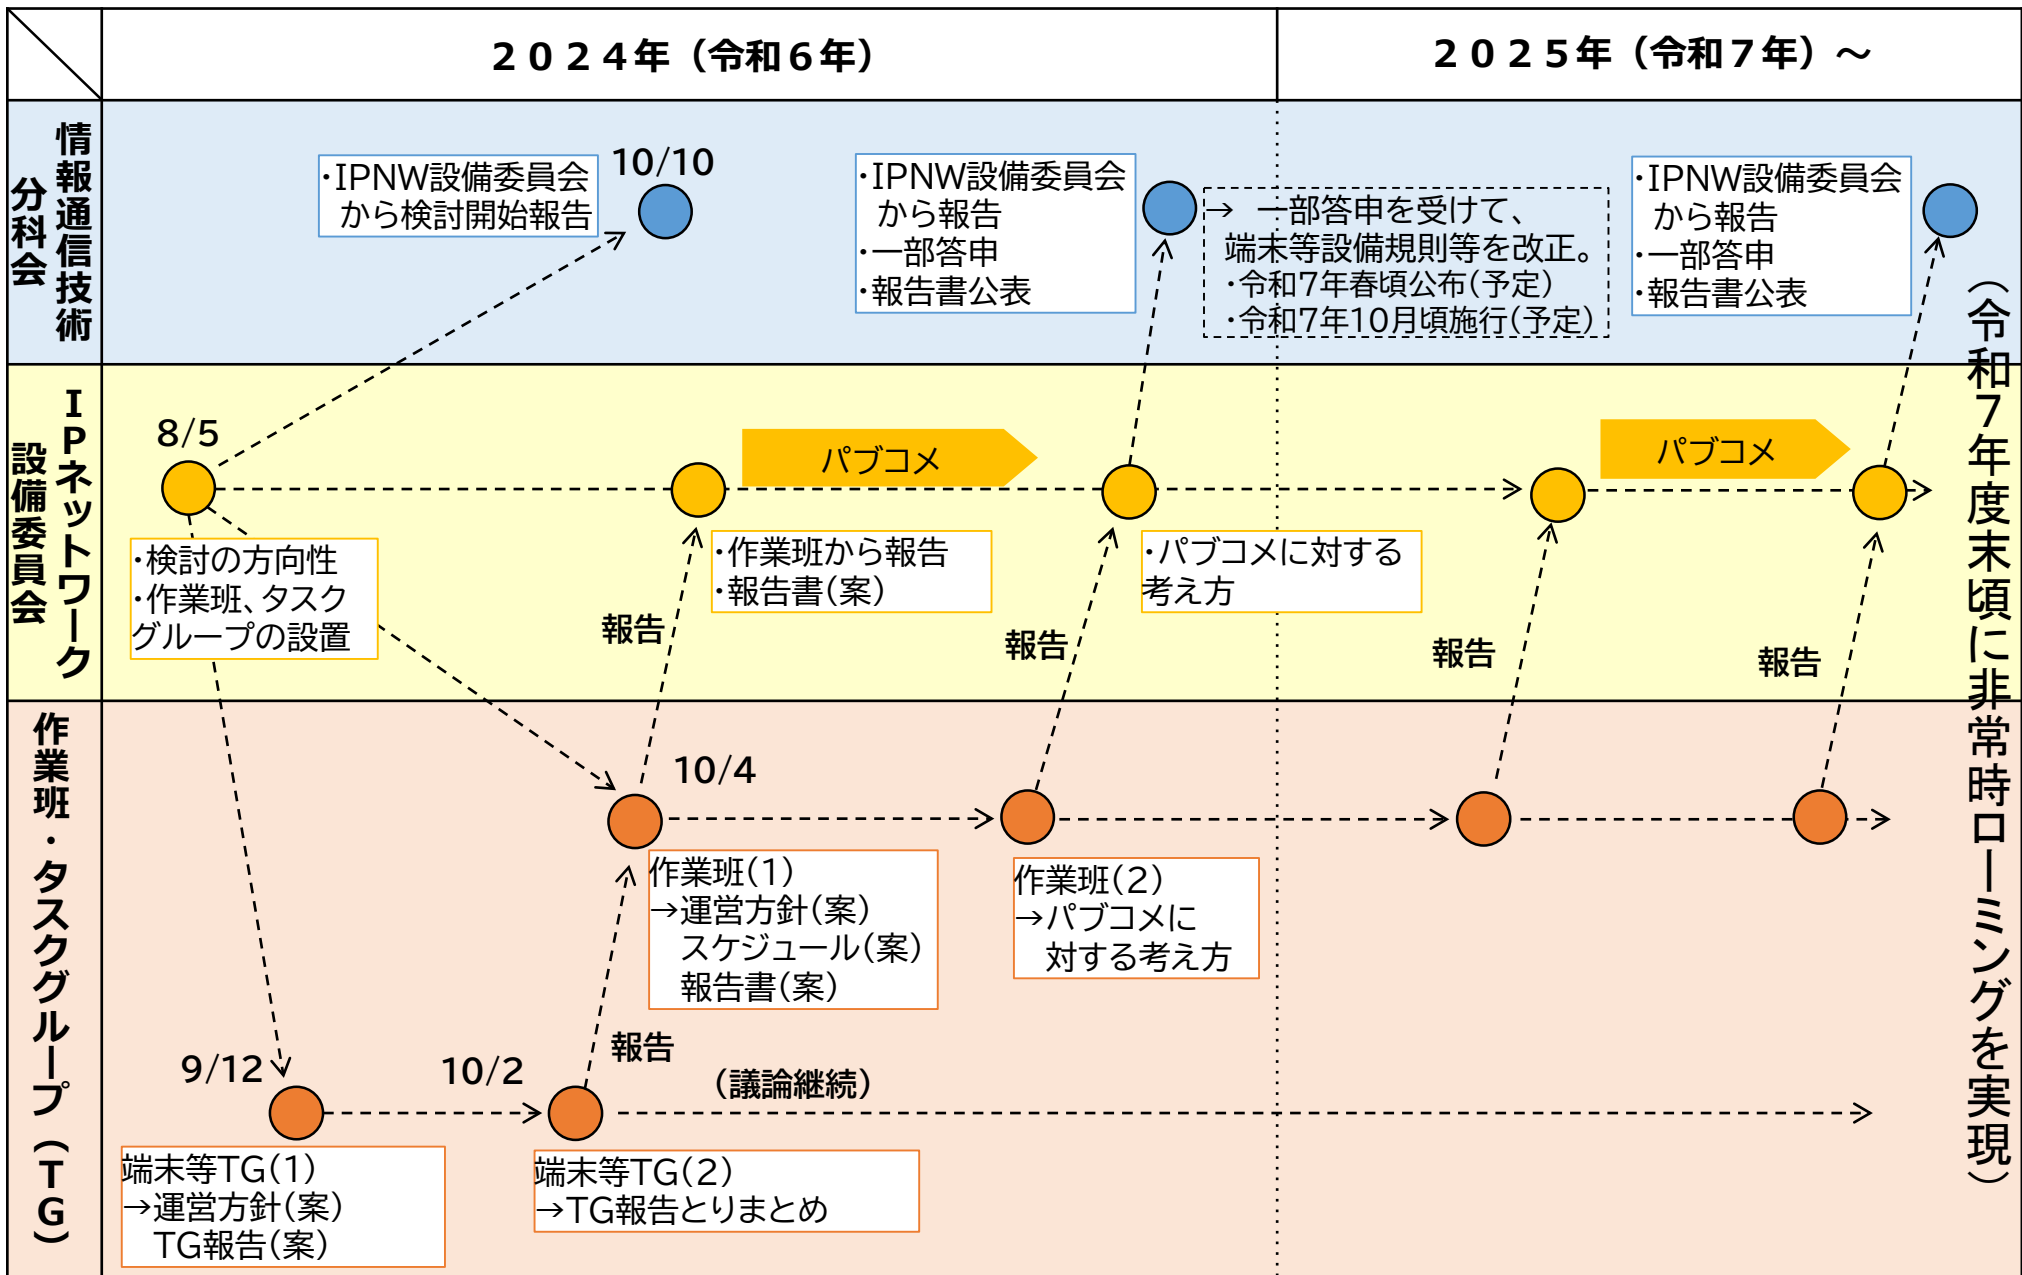 2024年（令和6年）
2025年（令和7年）～
情報通信技術
分科会
・IPNW設備委員会
から検討開始報告
10/10
・IPNW設備委員会
から報告
・一部答申
・報告書公表
→ 一部答申を受けて、
端末等設備規則等を改正。
・令和7年春頃公布(予定)
・令和7年10月頃施行(予定)
・IPNW設備委員会
から報告
・一部答申
・報告書公表
IPネットワーク
設備委員会
8/5
パブコメ
パブコメ
・検討の方向性
・作業班、タスク
グループの設置
・作業班から報告
・報告書(案)
・パブコメに対する
考え方
報告
報告
報告
報告
作業班・タスクグループ（TG）
10/4
作業班(1)
→運営方針(案)
スケジュール(案)
報告書(案)
作業班(2)
→パブコメに
対する考え方
報告
9/12
10/2
（議論継続）
端末等TG(1)
→運営方針(案)
TG報告(案)
端末等TG(2)
→TG報告とりまとめ
（令和7年度末頃に非常時ローミングを実現）